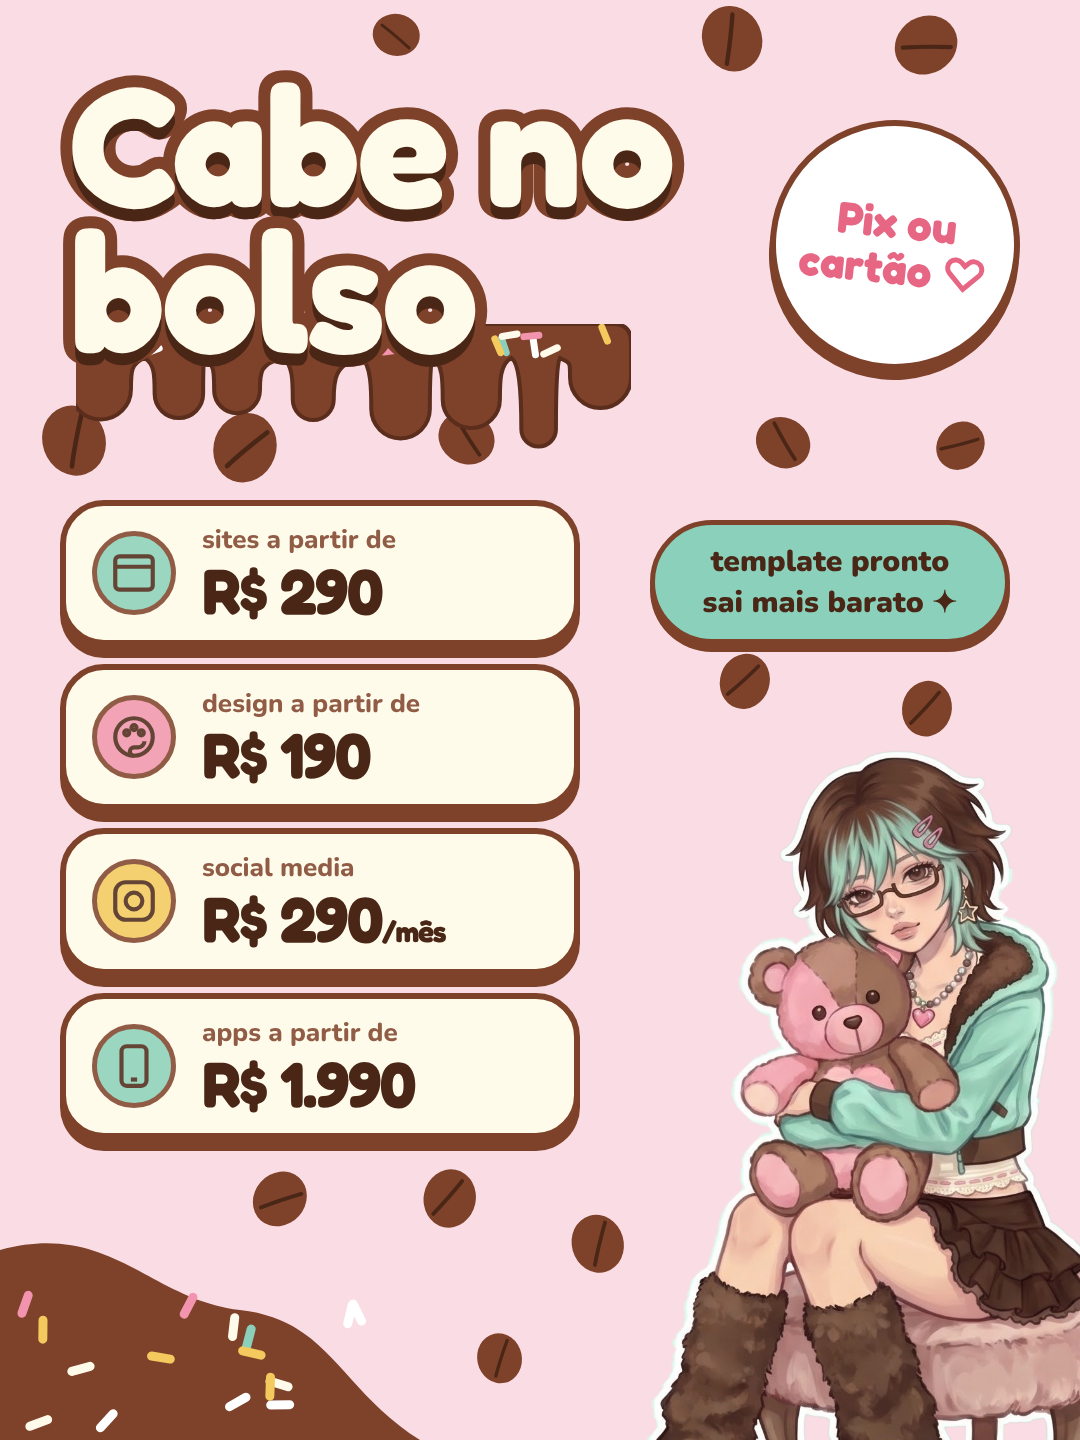 Cabe no
bolso
Pix ou
cartão ♡
sites a partir de
R$ 290
template pronto
sai mais barato ✦
design a partir de
R$ 190
social media
R$ 290/mês
apps a partir de
R$ 1.990